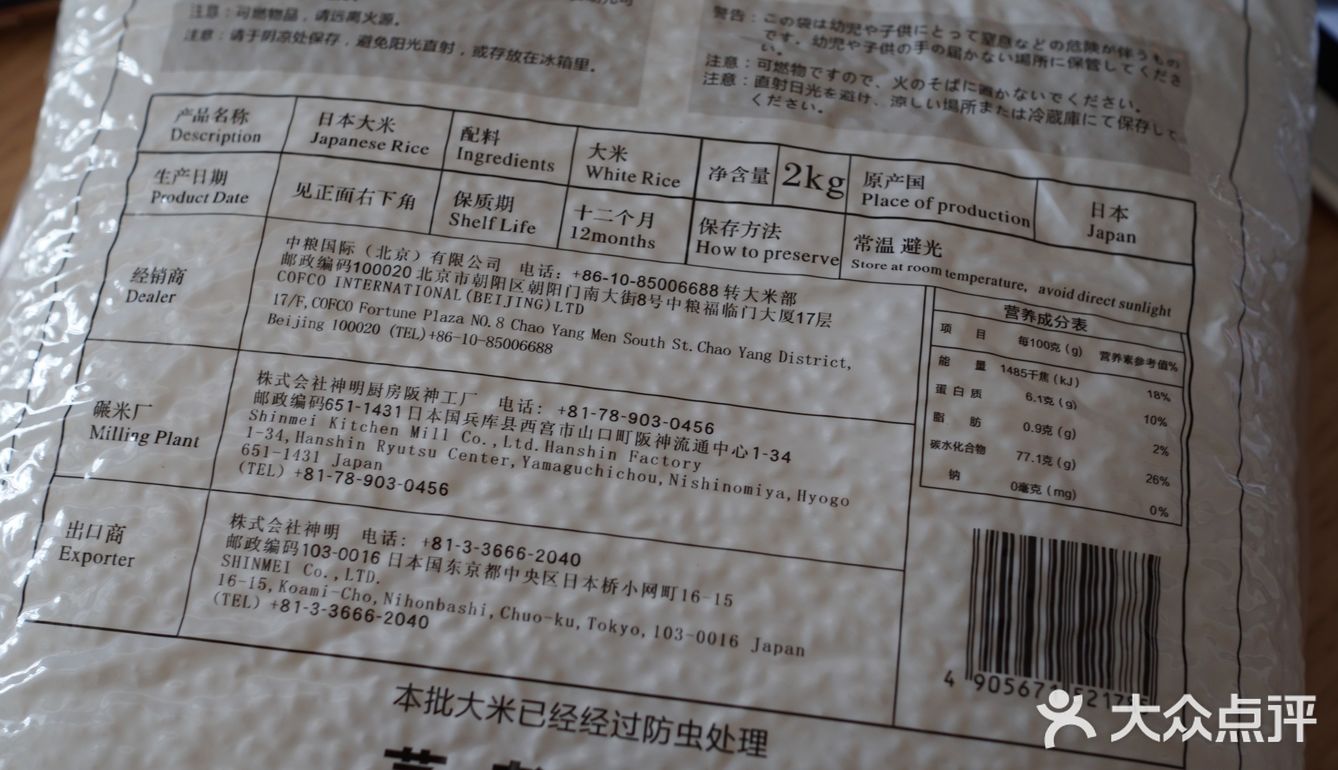 注意：可燃物品，请远离火源。
注意：请于阴凉处保存，避免阳光直射，或存放在冰箱里。
警告：この袋は幼児や子供にとって窒息などの危険が伴うもの
です。幼児や子供の手の届かない場所に保管してくださ
い。
注意：可燃物ですので、火のそばに置かないでください。
注意：直射日光を避け、涼しい場所または冷蔵庫にて保存して
ください。
产品名称
Description
日本大米
Japanese Rice
配料
Ingredients
大米
White Rice
净含量
2kg
原产国
Place of production
日本
Japan
生产日期
Product Date
见正面右下角
保质期
Shelf Life
十二个月
12months
保存方法
How to preserve
常温 避光
Store at room temperature, avoid direct sunlight
经销商
Dealer
中粮国际（北京）有限公司 电话：+86-10-85006688 转大米部
邮政编码100020 北京市朝阳区朝阳门南大街8号中粮福临门大厦17层
COFCO INTERNATIONAL(BEIJING)LTD
17/F,COFCO Fortune Plaza NO.8 Chao Yang Men South St.Chao Yang District,
Beijing 100020 (TEL)+86-10-85006688
碾米厂
Milling Plant
株式会社神明厨房阪神工厂 电话：+81-78-903-0456
邮政编码651-1431 日本国兵库县西宫市山口町阪神流通中心1-34
Shinmei Kitchen Mill Co.,Ltd.Hanshin Factory
1-34,Hanshin Ryutsu Center,Yamaguchichou,Nishinomiya,Hyogo
651-1431 Japan
(TEL) +81-78-903-0456
出口商
Exporter
株式会社神明 电话：+81-3-3666-2040
邮政编码103-0016 日本国东京都中央区日本桥小网町16-15
SHINMEI Co.,LTD.
16-15,Koami-Cho,Nihonbashi,Chuo-ku,Tokyo,103-0016 Japan
(TEL) +81-3-3666-2040
营养成分表
项 目 每100克（g） 营养素参考值%
能 量 1485千焦（kJ） 18%
蛋白质 6.1克（g） 10%
脂 肪 0.9克（g） 2%
碳水化合物 77.1克（g） 26%
钠 0毫克（mg） 0%
4 905671
本批大米已经经过防虫处理
大众点评